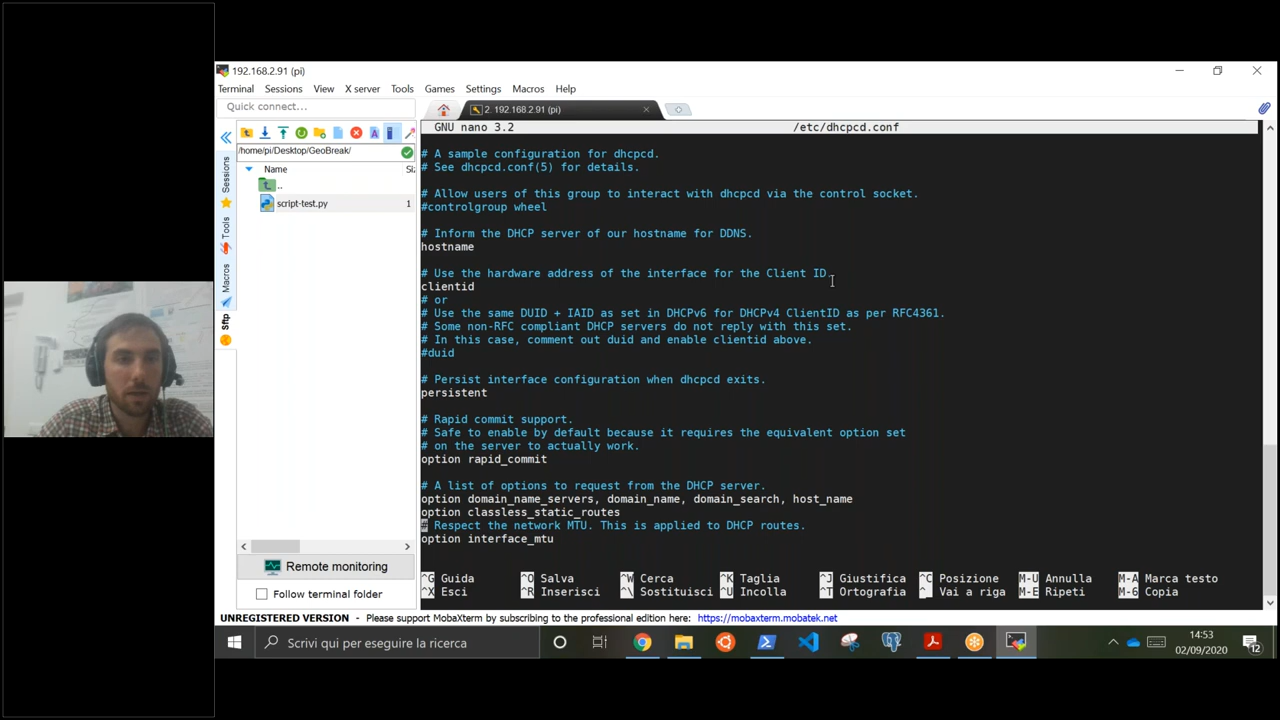 192.168.2.91 (pi)
Terminal Sessions View X server Tools Games Settings Macros Help
Quick connect...
2. 192.168.2.91 (pi)
/home/pi/Desktop/GeoBreak/
Name
..
script-test.py 1
Sessions
Tools
Macros
Sftp
Remote monitoring
Follow terminal folder
GNU nano 3.2 /etc/dhcpcd.conf
# A sample configuration for dhcpcd.
# See dhcpcd.conf(5) for details.
# Allow users of this group to interact with dhcpcd via the control socket.
#controlgroup wheel
# Inform the DHCP server of our hostname for DDNS.
hostname
# Use the hardware address of the interface for the Client ID.
clientid
# or
# Use the same DUID + IAID as set in DHCPv6 for DHCPv4 ClientID as per RFC4361.
# Some non-RFC compliant DHCP servers do not reply with this set.
# In this case, comment out duid and enable clientid above.
#duid
# Persist interface configuration when dhcpcd exits.
persistent
# Rapid commit support.
# Safe to enable by default because it requires the equivalent option set
# on the server to actually work.
option rapid_commit
# A list of options to request from the DHCP server.
option domain_name_servers, domain_name, domain_search, host_name
option classless_static_routes
# Respect the network MTU. This is applied to DHCP routes.
option interface_mtu
^G Guida ^O Salva ^W Cerca ^K Taglia ^J Giustifica ^C Posizione M-U Annulla M-A Marca testo
^X Esci ^R Inserisci ^\ Sostituisci ^U Incolla ^T Ortografia ^_ Vai a riga M-E Ripeti M-6 Copia
UNREGISTERED VERSION - Please support MobaXterm by subscribing to the professional edition here: https://mobaxterm.mobatek.net
Scrivi qui per eseguire la ricerca
14:53
02/09/2020
12